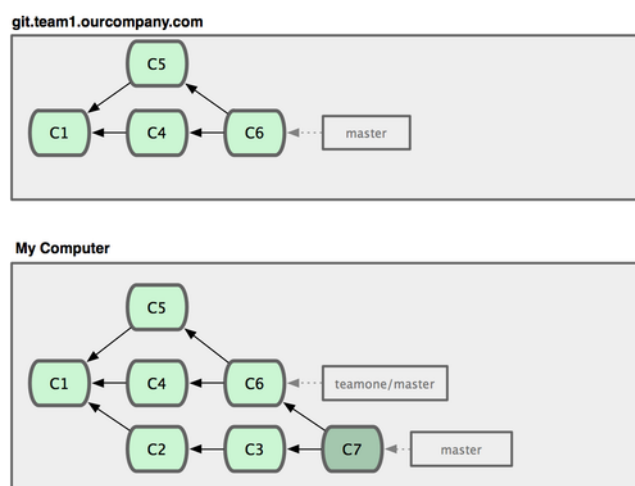 git.team1.ourcompany.com
C5
C1 C4 C6 master
My Computer
C5
C1 C4 C6 teamone/master
C2 C3 C7 master